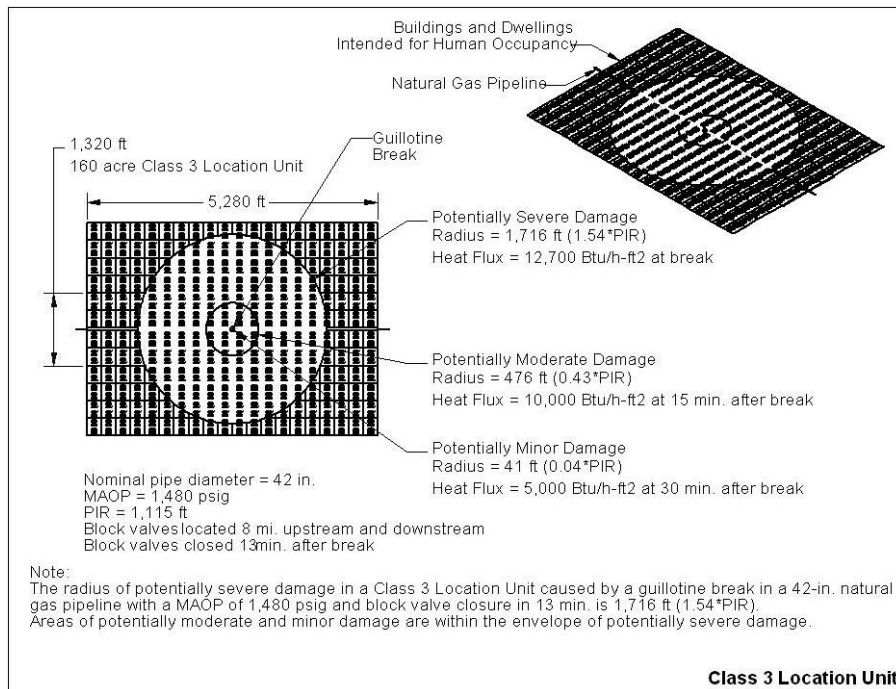 Buildings and Dwellings
Intended for Human Occupancy
Natural Gas Pipeline
Guillotine
Break
1,320 ft
160 acre Class 3 Location Unit
5,280 ft
Potentially Severe Damage
Radius = 1,716 ft (1.54*PIR)
Heat Flux = 12,700 Btu/h-ft2 at break
Potentially Moderate Damage
Radius = 476 ft (0.43*PIR)
Heat Flux = 10,000 Btu/h-ft2 at 15 min. after break
Potentially Minor Damage
Radius = 41 ft (0.04*PIR)
Heat Flux = 5,000 Btu/h-ft2 at 30 min. after break
Nominal pipe diameter = 42 in.
MAOP = 1,480 psig
PIR = 1,115 ft
Block valves located 8 mi. upstream and downstream
Block valves closed 13min. after break
Note:
The radius of potentially severe damage in a Class 3 Location Unit caused by a guillotine break in a 42-in. natural
gas pipeline with a MAOP of 1,480 psig and block valve closure in 13 min. is 1,716 ft (1.54*PIR).
Areas of potentially moderate and minor damage are within the envelope of potentially severe damage.
Class 3 Location Unit